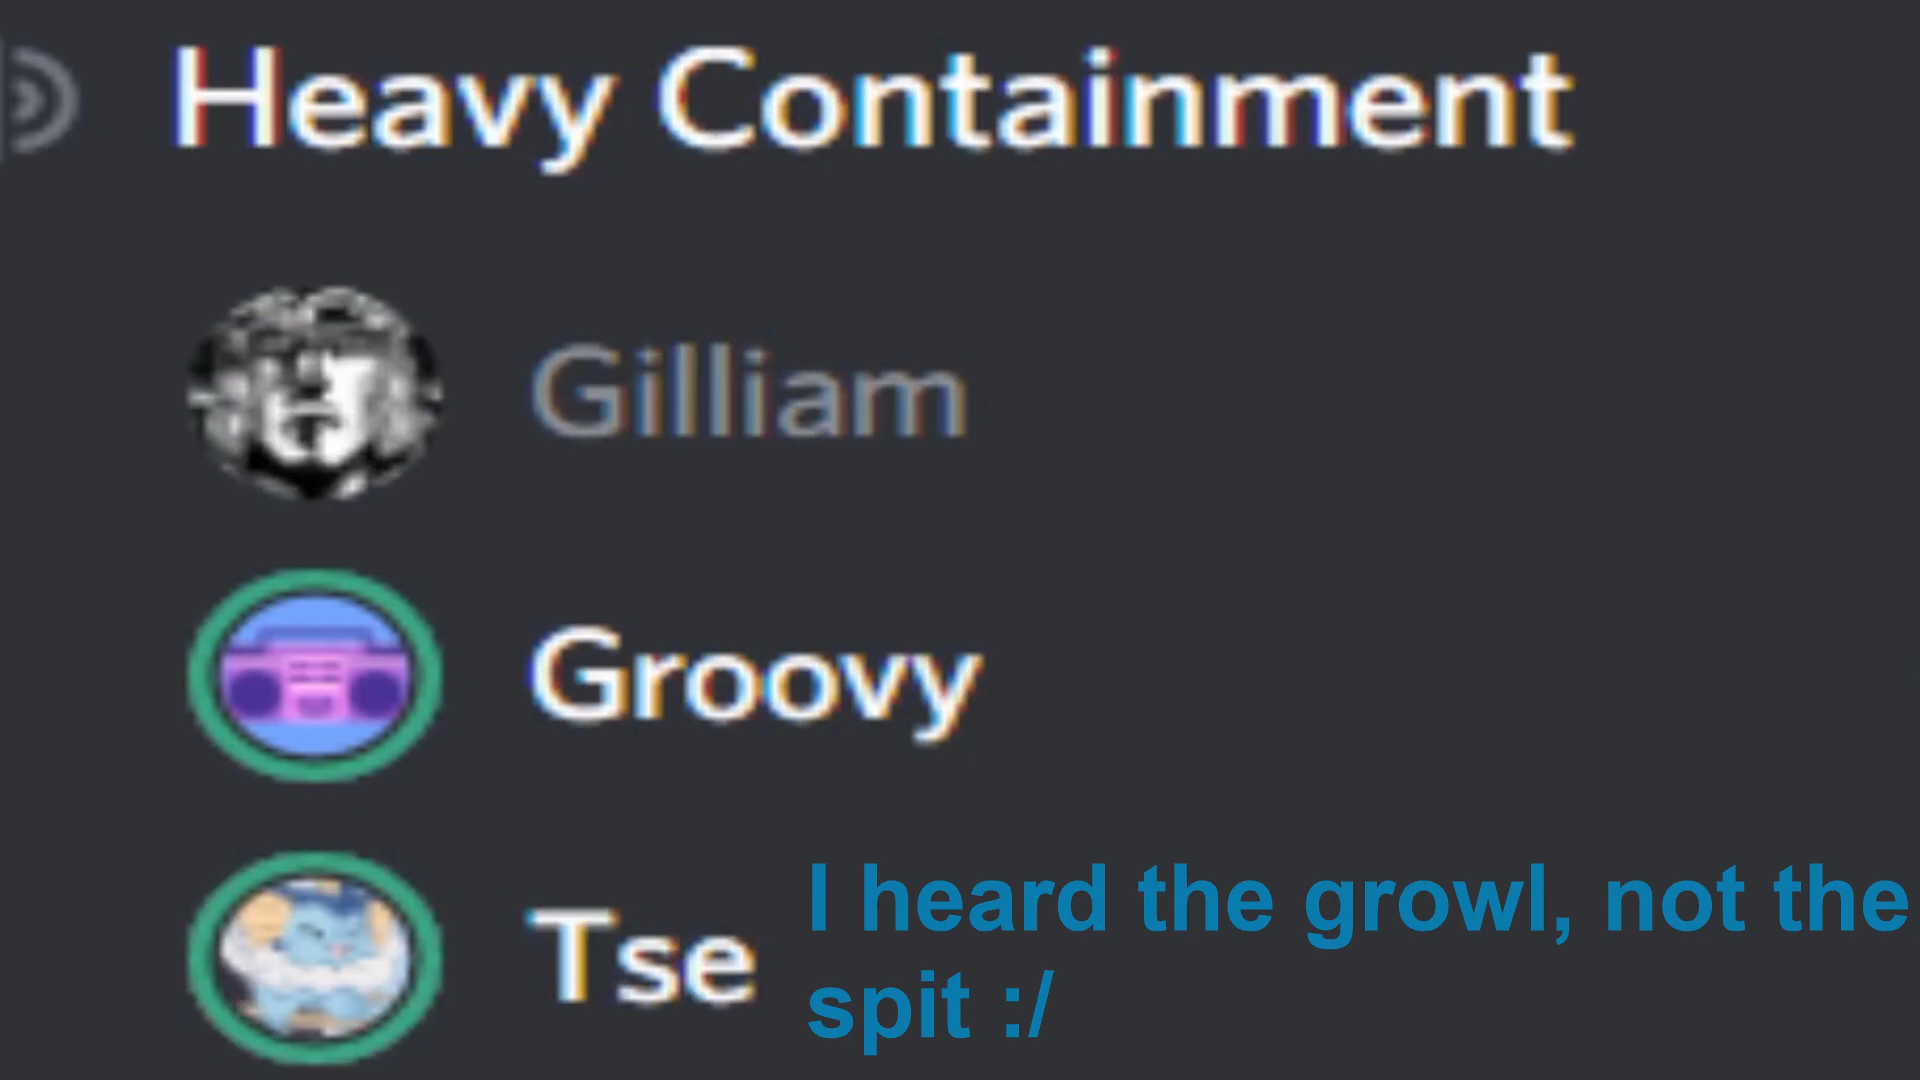 Heavy Containment
Gilliam
Groovy
Tse
I heard the growl, not the
spit :/